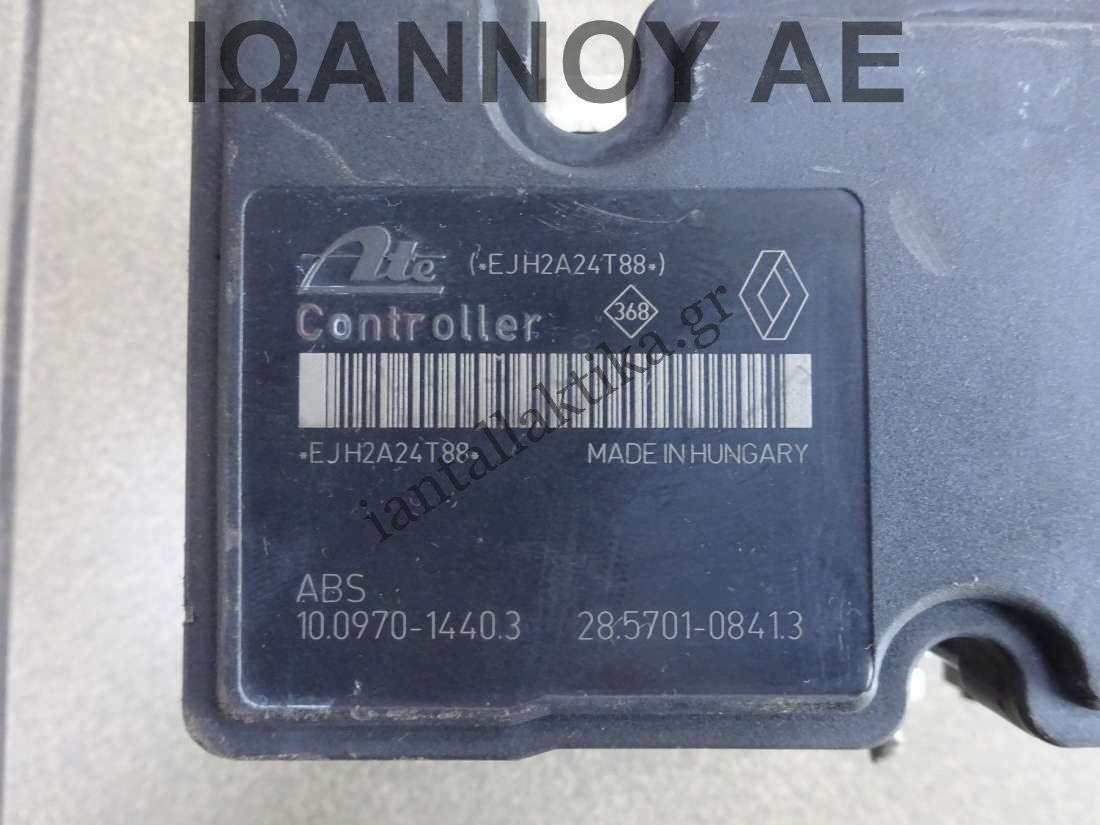 ΙΩΑΝΝΟΥ ΑΕ
Ate (*EJH2A24T88*)
Controller 368
*EJH2A24T88* MADE IN HUNGARY
iantallaktika.gr
ABS
10.0970-1440.3 28.5701-0841.3